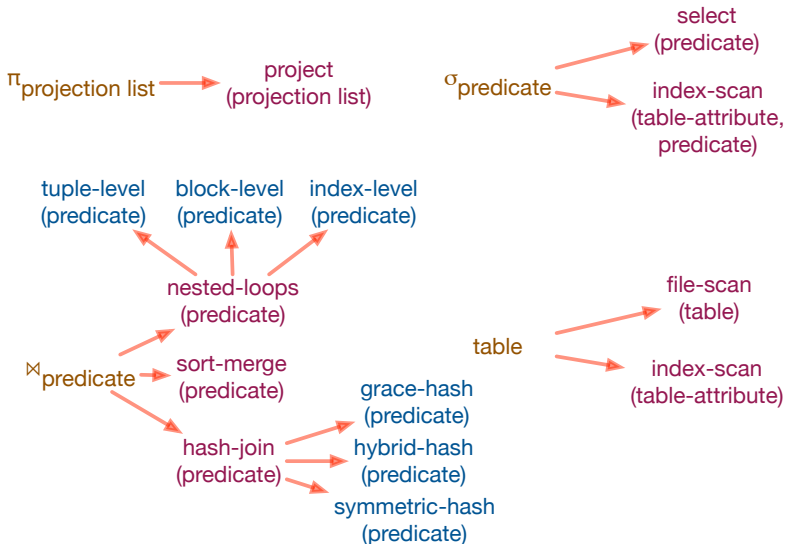 π projection list
project
(projection list)
σ predicate
select
(predicate)
index-scan
(table-attribute,
predicate)
tuple-level
(predicate)
block-level
(predicate)
index-level
(predicate)
nested-loops
(predicate)
⋈ predicate
sort-merge
(predicate)
hash-join
(predicate)
grace-hash
(predicate)
hybrid-hash
(predicate)
symmetric-hash
(predicate)
table
file-scan
(table)
index-scan
(table-attribute)